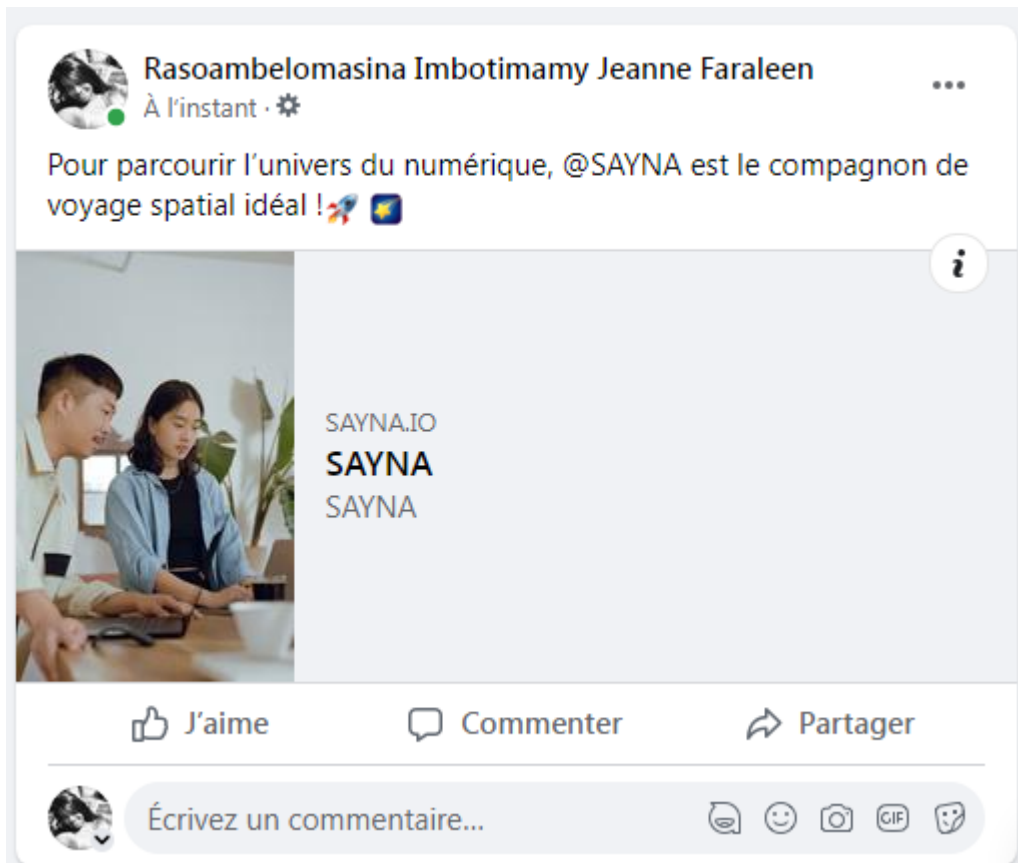 Rasoambelomasina Imbotimamy Jeanne Faraleen
À l'instant ·
Pour parcourir l'univers du numérique, @SAYNA est le compagnon de
voyage spatial idéal !🚀 🌠
i
SAYNA.IO
SAYNA
SAYNA
J'aime Commenter Partager
Écrivez un commentaire...
GIF